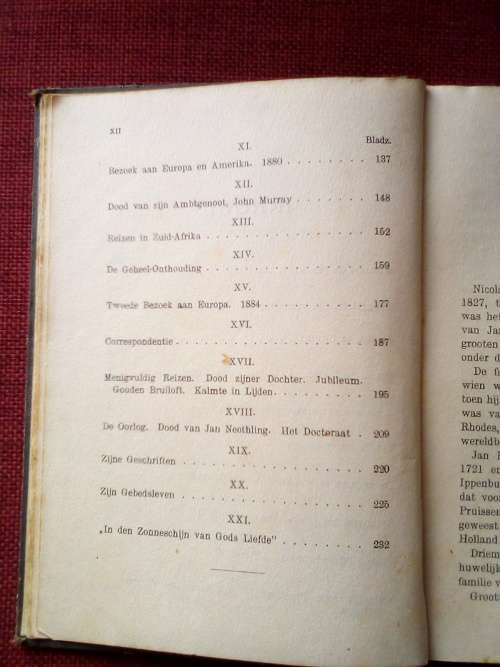 XII
Bladz.
XI.
Bezoek aan Europa en Amerika. 1880 . . . . . . . . 137
XII.
Dood van zijn Ambtgenoot, John Murray . . . . . . . 148
XIII.
Reizen in Zuid-Afrika . . . . . . . . . . . . . . . 152
XIV.
De Geheel-Onthouding . . . . . . . . . . . . . . . 159
XV.
Tweede Bezoek aan Europa. 1884 . . . . . . . . . . 177
XVI.
Correspondentie . . . . . . . . . . . . . . . . . 187
XVII.
Menigvuldig Reizen. Dood zijner Dochter. Jubileum.
Gouden Bruiloft. Kalmte in Lijden . . . . . . . . . 195
XVIII.
De Oorlog. Dood van Jan Neethling. Het Doctoraat . 209
XIX.
Zijne Geschriften . . . . . . . . . . . . . . . . 220
XX.
Zijn Gebedsleven . . . . . . . . . . . . . . . . 225
XXI.
„In den Zonneschijn van Gods Liefde" . . . . . . . . 232
Nicols
1827, t
was het
van Jan
grooten
onder d
De
wien w
toen hij
was va
Rhodes,
wereldb
Jan
1721 en
Ippenbu
dat voor
Pruissen
geweest
Holland
Driem
huwelijk
familie v
Groot